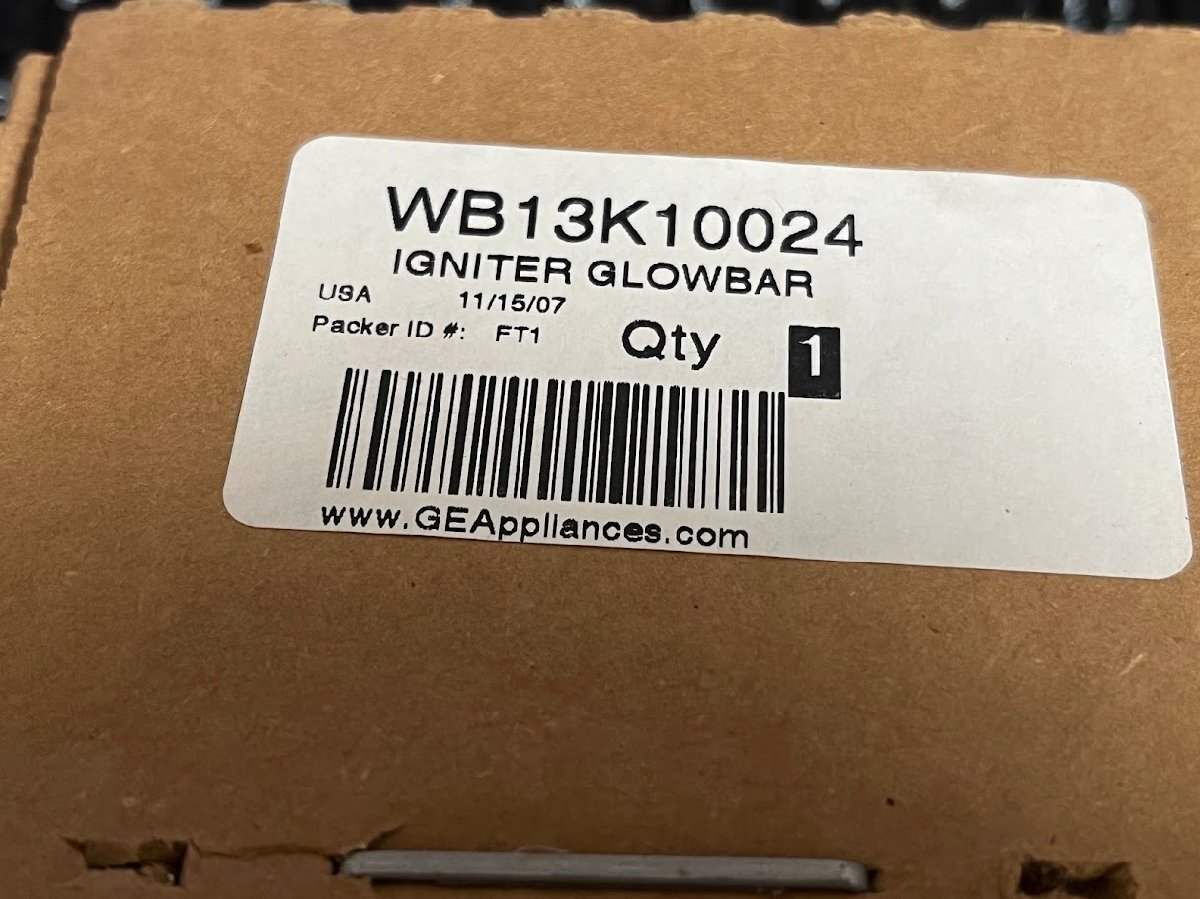 WB13K10024
IGNITER GLOWBAR
USA 11/15/07
Packer ID #: FT1 Qty 1
www.GEAppliances.com